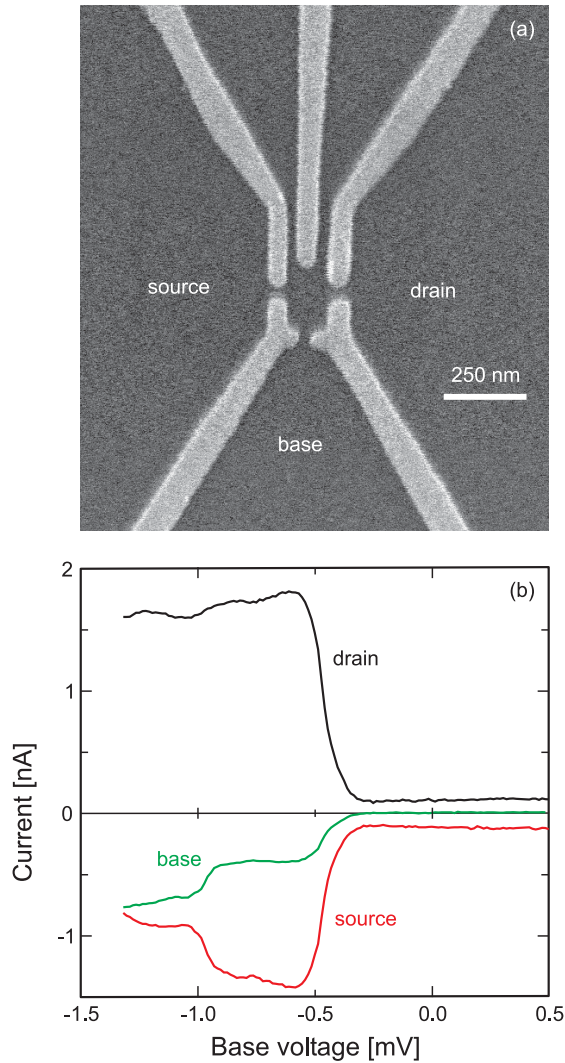 (a)
source
drain
250 nm
base
(b)
2
1
0
-1
Current [nA]
drain
base
source
-1.5 -1.0 -0.5 0.0 0.5
Base voltage [mV]